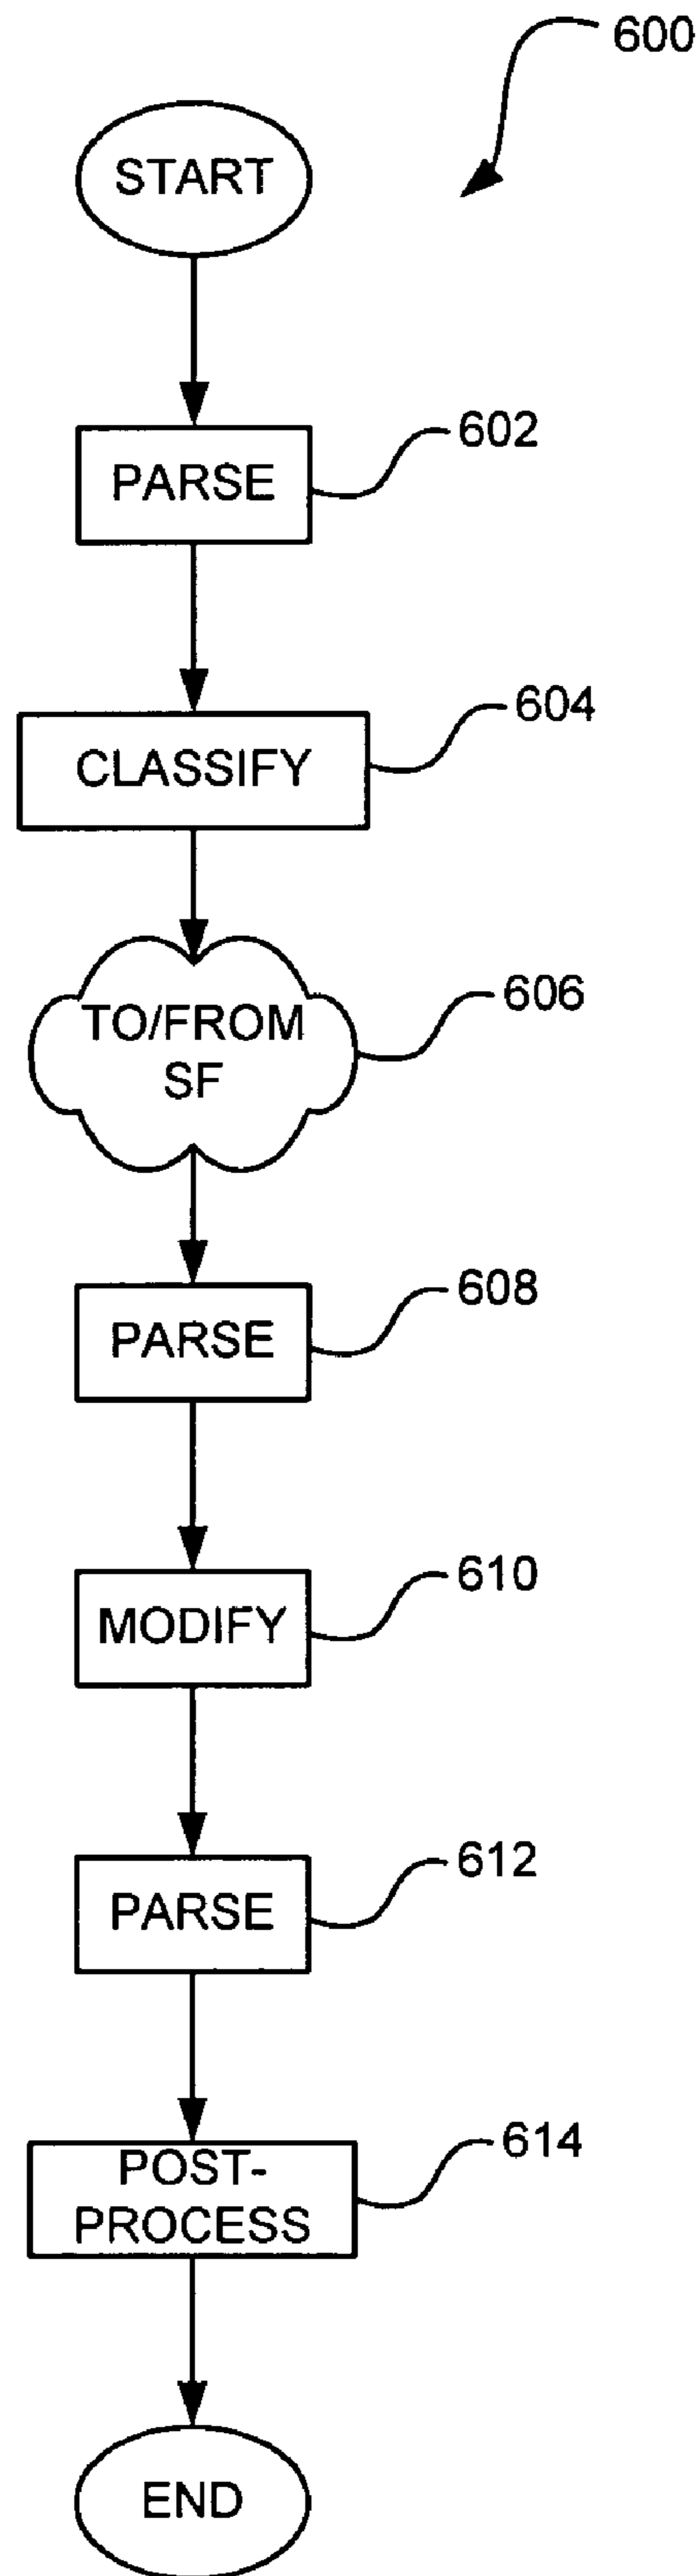 600
START
602
PARSE
604
CLASSIFY
606
TO/FROM
SF
608
PARSE
610
MODIFY
612
PARSE
614
POST-
PROCESS
END